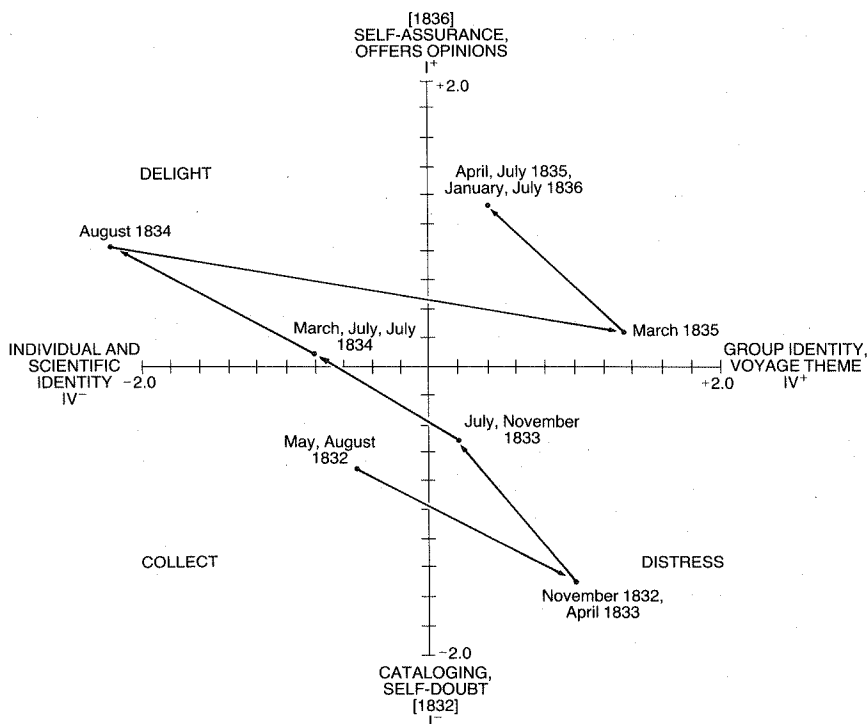 [1836]
SELF-ASSURANCE,
OFFERS OPINIONS
I+
+2.0
DELIGHT
April, July 1835,
January, July 1836
August 1834
March, July, July
1834
March 1835
INDIVIDUAL AND
SCIENTIFIC
IDENTITY −2.0
IV−
GROUP IDENTITY,
VOYAGE THEME
+2.0 IV+
July, November
1833
May, August
1832
COLLECT
DISTRESS
November 1832,
April 1833
−2.0
CATALOGING,
SELF-DOUBT
[1832]
I−